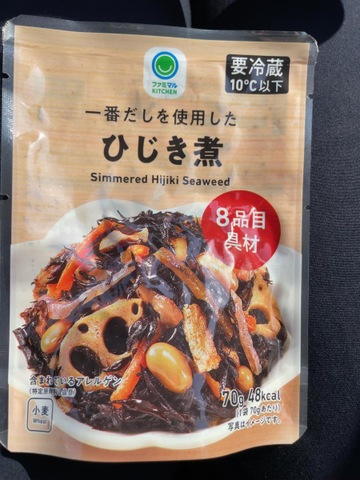 ファミマル
KITCHEN
要冷蔵
10℃以下
一番だしを使用した
ひじき煮
Simmered Hijiki Seaweed
8品目
具材
含まれているアレルゲン
小麦
Wheat
70g 48kcal
(1袋 70gあたり)
写真はイメージです。